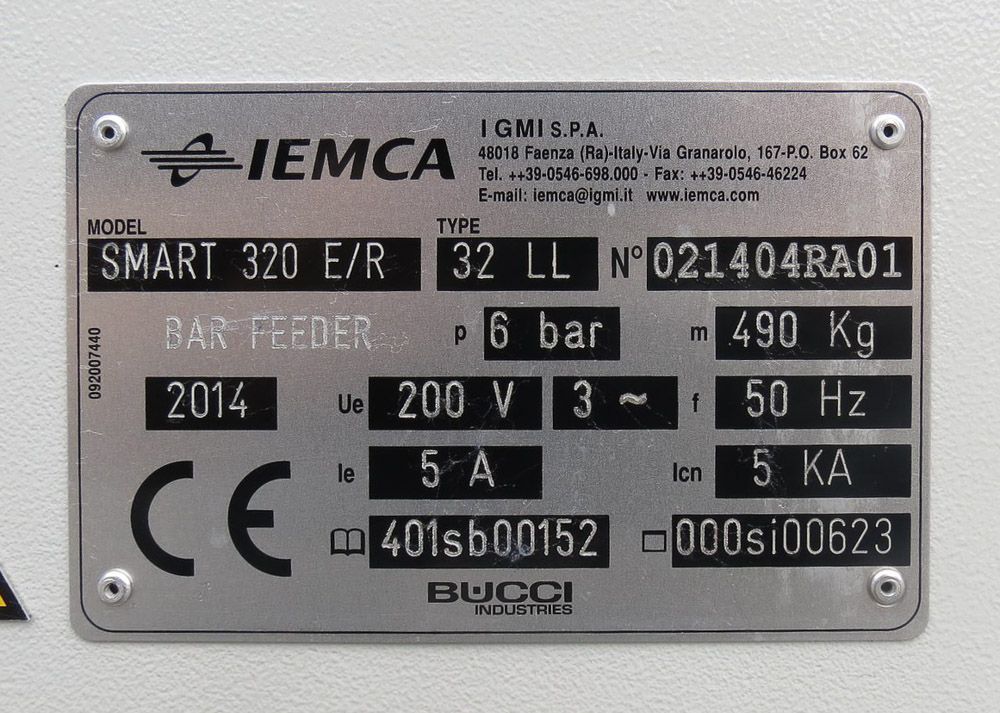 IEMCA
I GMI S.P.A.
48018 Faenza (Ra)-Italy-Via Granarolo, 167-P.O. Box 62
Tel. ++39-0546-698.000 - Fax: ++39-0546-46224
E-mail: iemca@igmi.it www.iemca.com
MODEL TYPE
SMART 320 E/R 32 LL N° 021404RA01
BAR FEEDER p 6 bar m 490 Kg
092007440
2014 Ue 200 V 3 ~ f 50 Hz
CE Ie 5 A Icn 5 KA
401sb00152 000si00623
BUCCI
INDUSTRIES